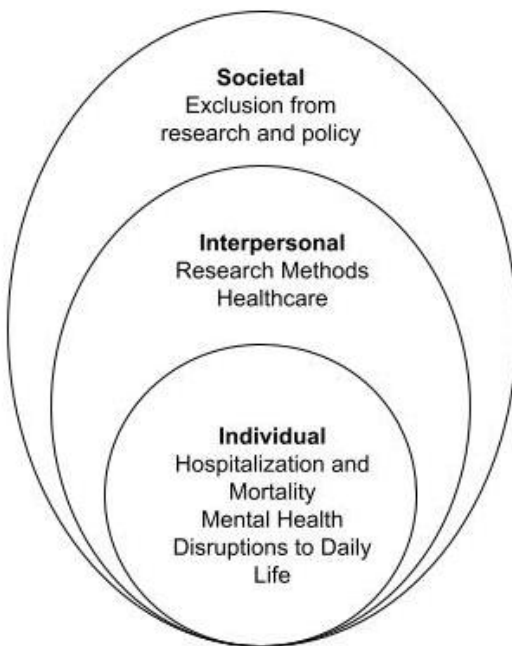 Societal
Exclusion from
research and policy
Interpersonal
Research Methods
Healthcare
Individual
Hospitalization and
Mortality
Mental Health
Disruptions to Daily
Life